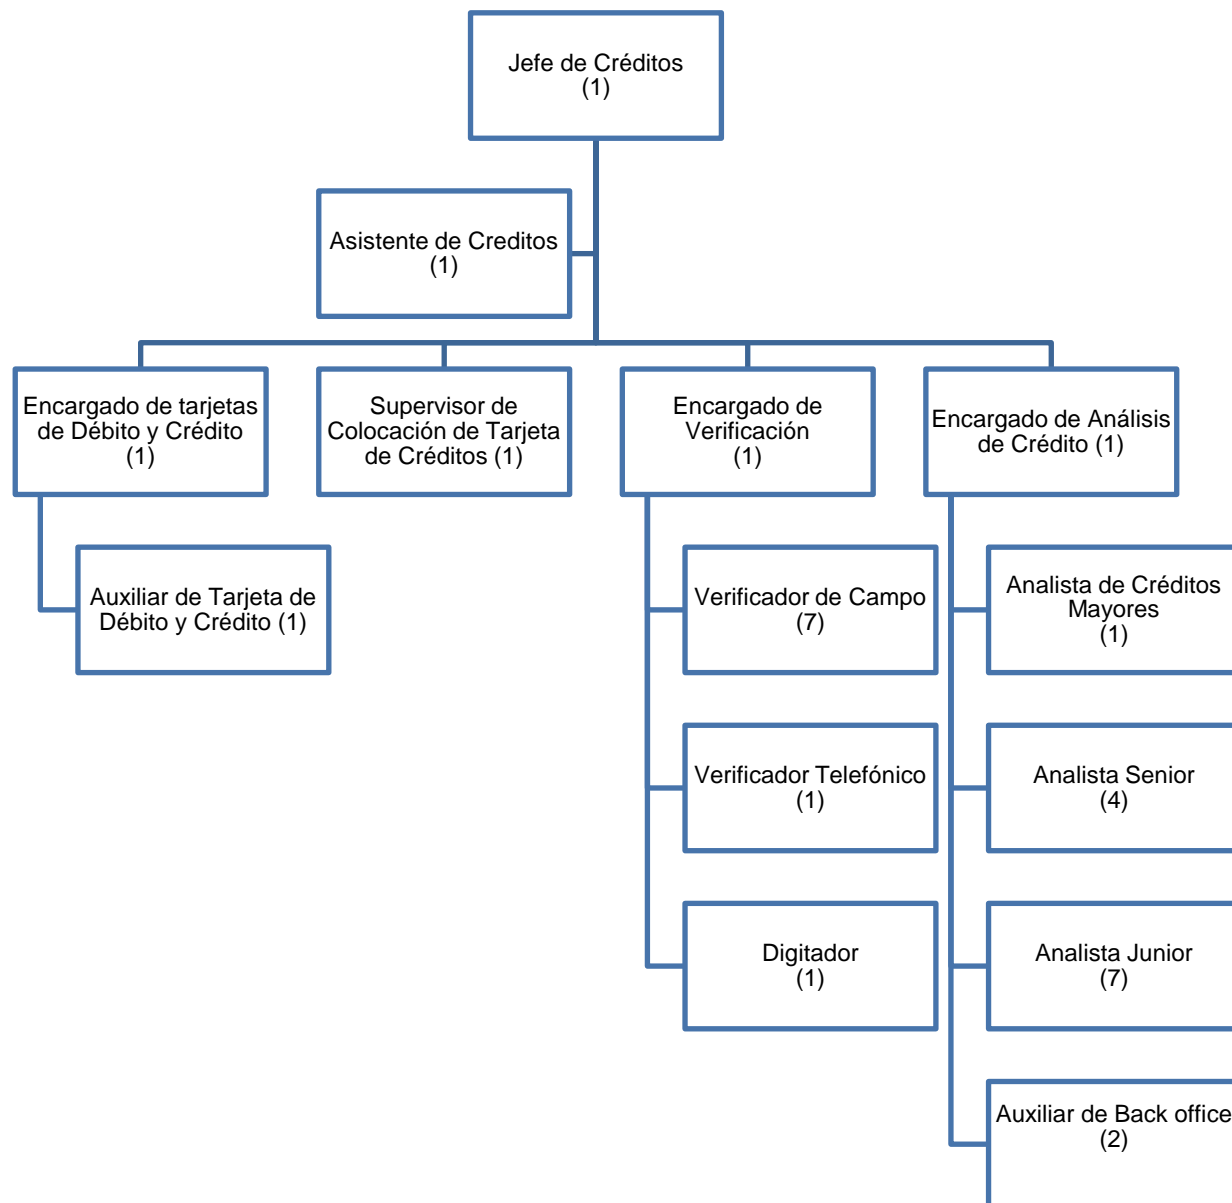 Jefe de Créditos
(1)
Asistente de Creditos
(1)
Encargado de tarjetas
de Débito y Crédito
(1)
Supervisor de
Colocación de Tarjeta
de Créditos (1)
Encargado de
Verificación
(1)
Encargado de Análisis
de Crédito (1)
Auxiliar de Tarjeta de
Débito y Crédito (1)
Verificador de Campo
(7)
Analista de Créditos
Mayores
(1)
Verificador Telefónico
(1)
Analista Senior
(4)
Digitador
(1)
Analista Junior
(7)
Auxiliar de Back office
(2)